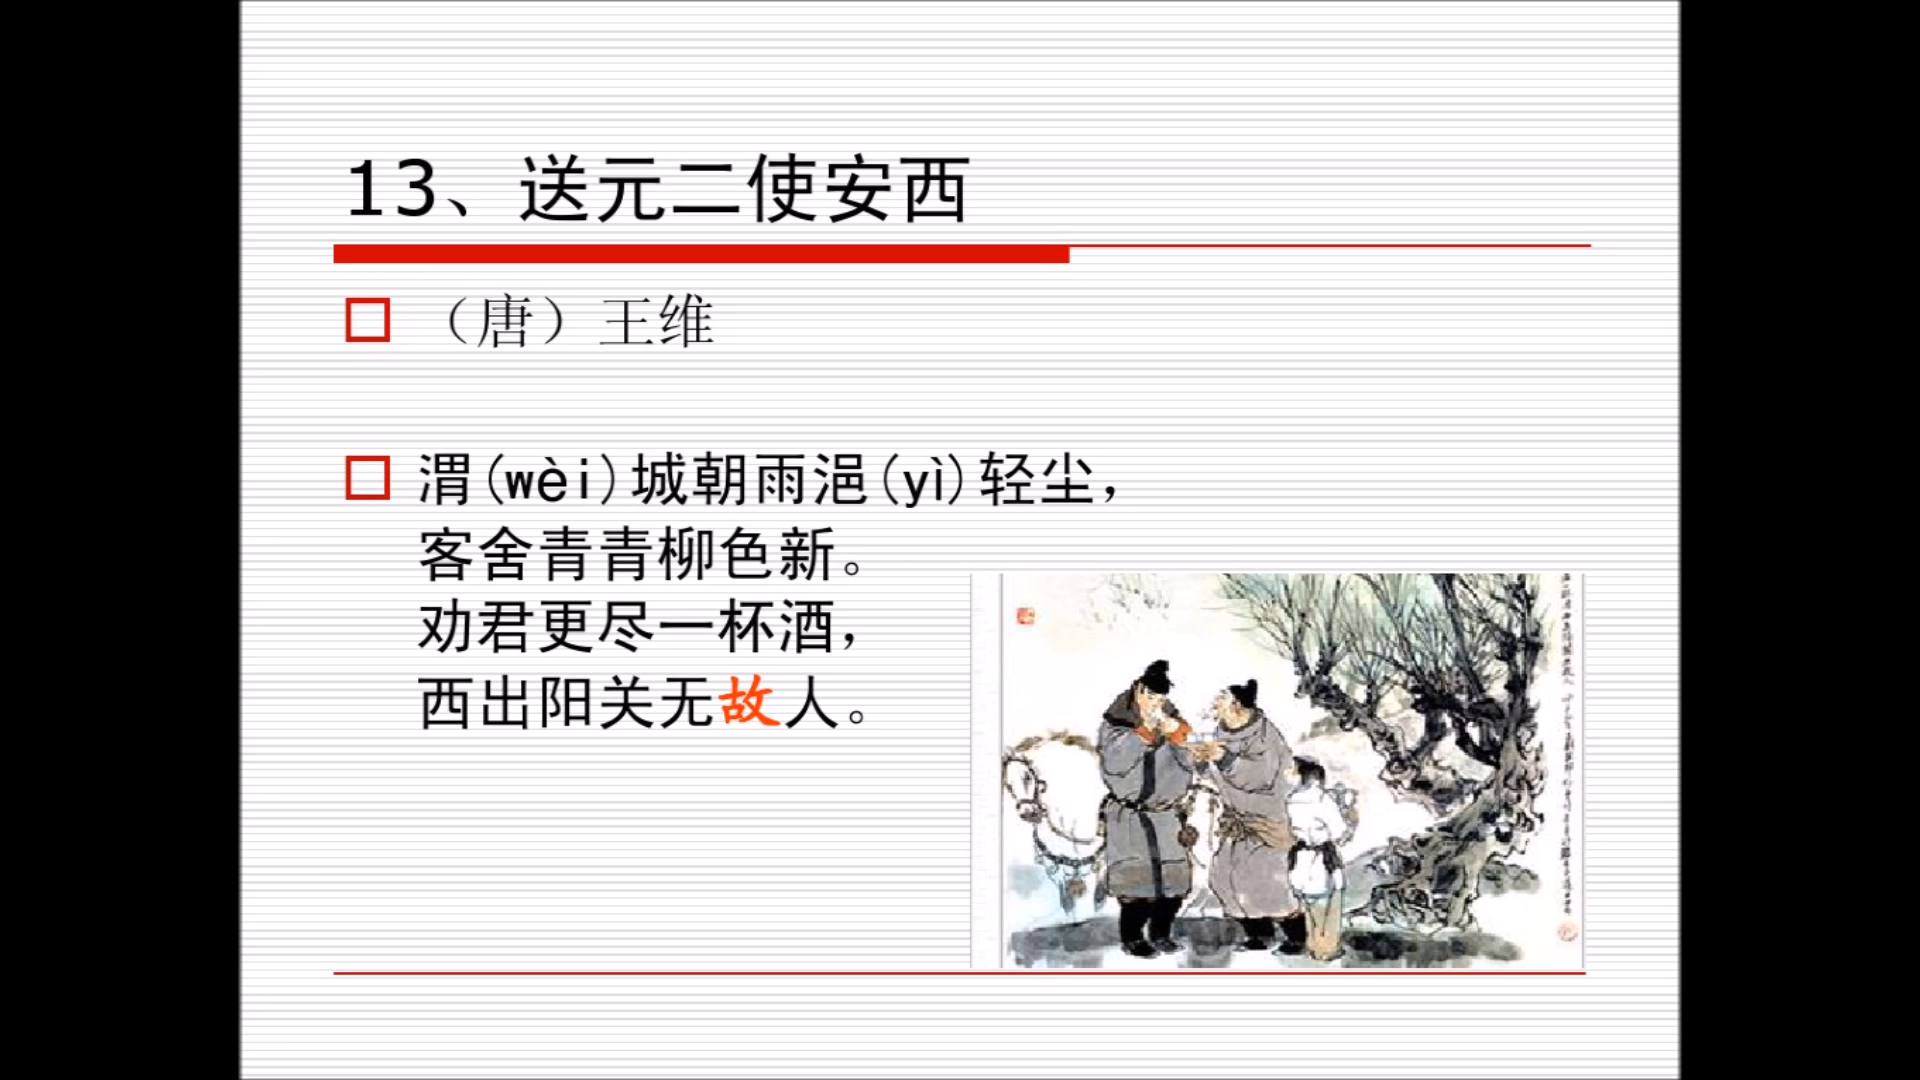 13、送元二使安西
（唐）王维
渭(wèi)城朝雨浥(yì)轻尘，
客舍青青柳色新。
劝君更尽一杯酒，
西出阳关无故人。